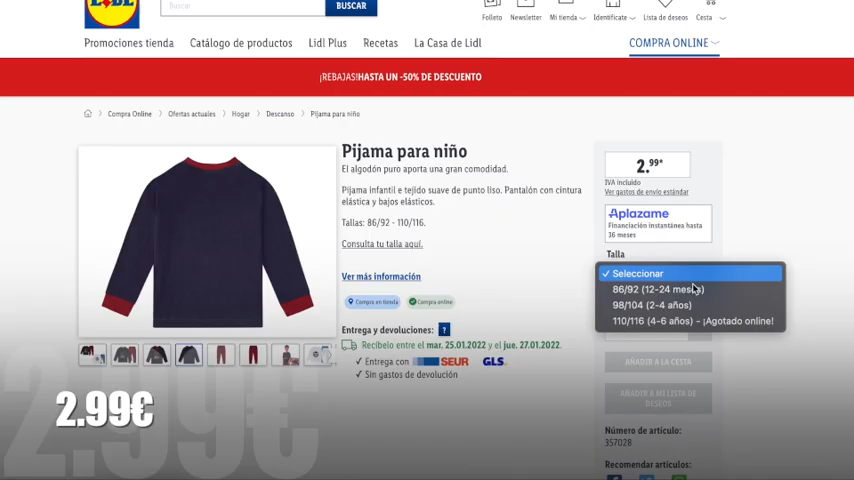 LIDL
Buscar
BUSCAR
Folleto
Newsletter
Mi tienda
Identifícate
Lista de deseos
Cesta
Promociones tienda
Catálogo de productos
Lidl Plus
Recetas
La Casa de Lidl
COMPRA ONLINE
¡REBAJAS!HASTA UN -50% DE DESCUENTO
Compra Online
Ofertas actuales
Hogar
Descanso
Pijama para niño
Pijama para niño
El algodón puro aporta una gran comodidad.
Pijama infantil e tejido suave de punto liso. Pantalón con cintura
elástica y bajos elásticos.
Tallas: 86/92 - 110/116.
Consulta tu talla aquí.
Ver más información
Compra en tienda
Compra online
Entrega y devoluciones: ?
Recíbelo entre el mar. 25.01.2022 y el jue. 27.01.2022.
Entrega con SEUR GLS.
Sin gastos de devolución
2.99*
IVA incluido
Ver gastos de envío estándar
Aplazame
Financiación instantánea hasta
36 meses
Talla
Seleccionar
86/92 (12-24 meses)
98/104 (2-4 años)
110/116 (4-6 años) - ¡Agotado online!
AÑADIR A LA CESTA
AÑADIR A MI LISTA DE
DESEOS
Número de artículo:
357028
Recomendar artículo:
2.99€
2.99€